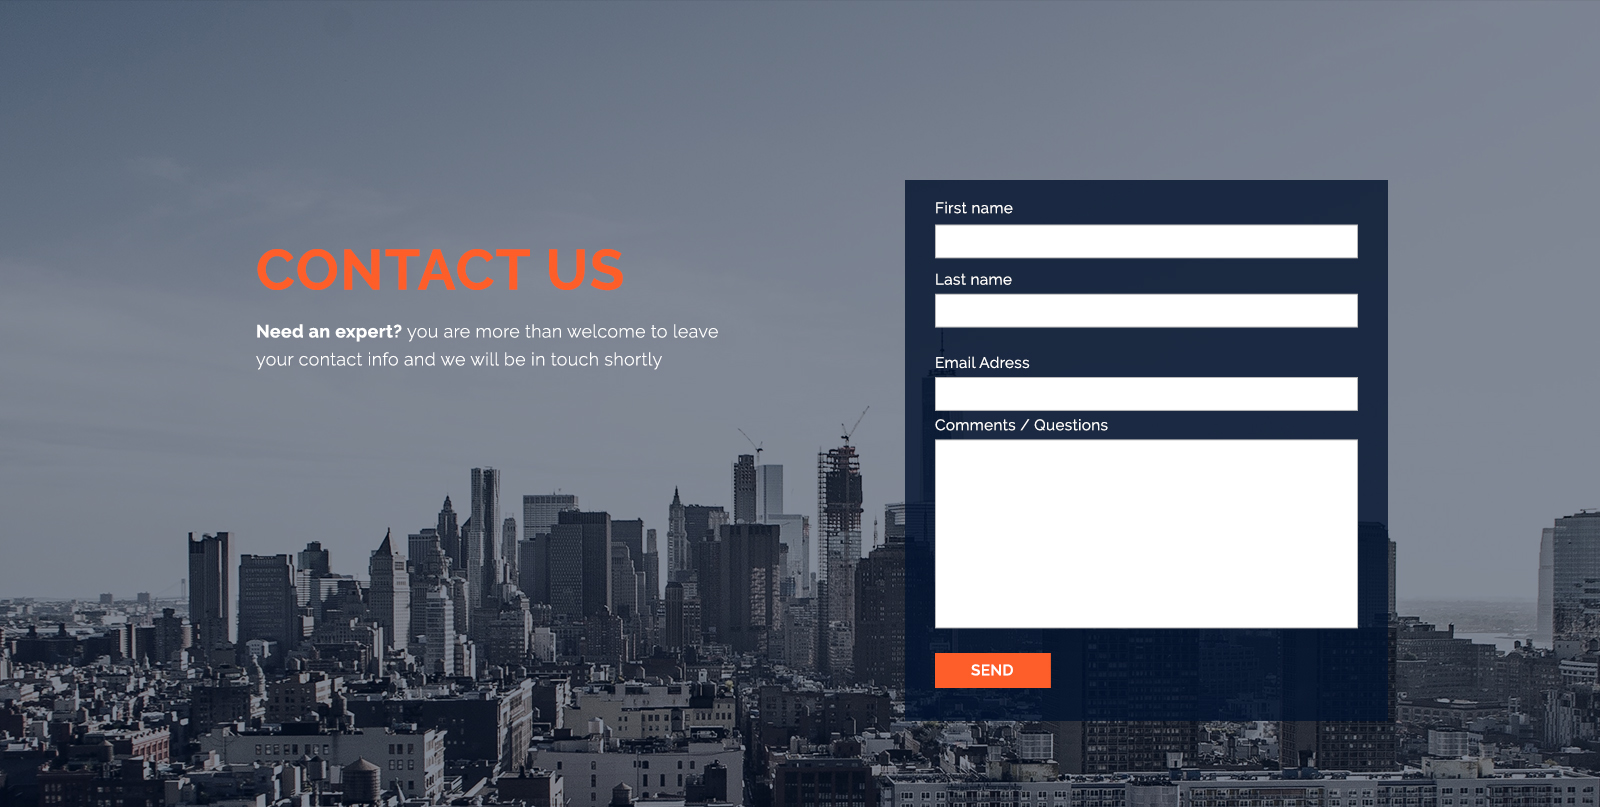 CONTACT US
Need an expert? you are more than welcome to leave
your contact info and we will be in touch shortly
First name
Last name
Email Adress
Comments / Questions
SEND